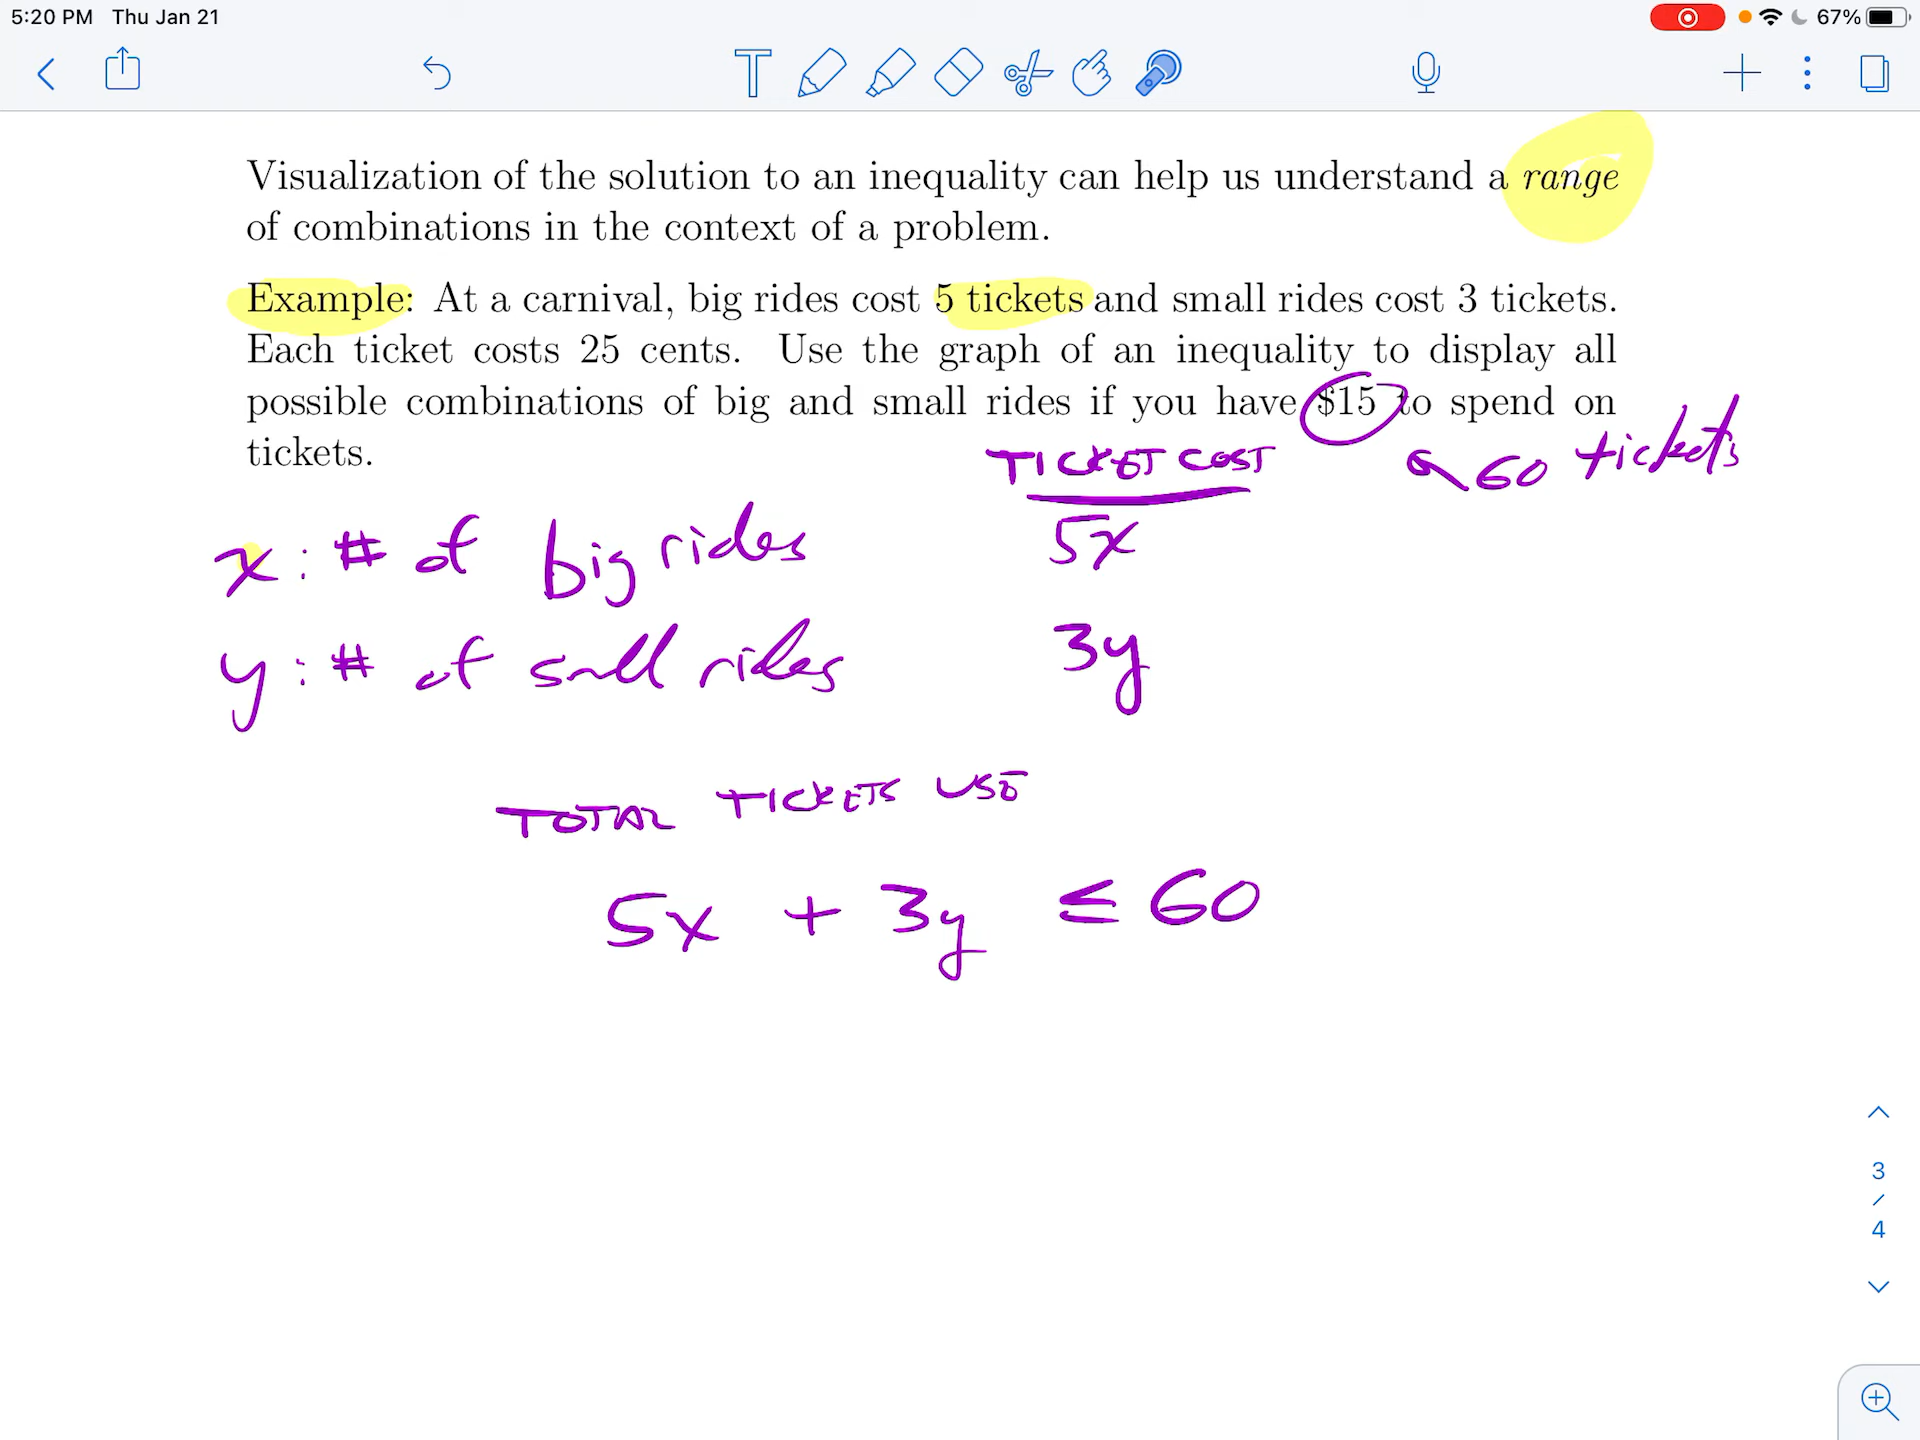 5:20 PM Thu Jan 21
67%
Visualization of the solution to an inequality can help us understand a range
of combinations in the context of a problem.
Example: At a carnival, big rides cost 5 tickets and small rides cost 3 tickets.
Each ticket costs 25 cents. Use the graph of an inequality to display all
possible combinations of big and small rides if you have $15 to spend on
tickets.
TICKET COST
60 tickets
x: # of big rides 5x
y: # of small rides 3y
TOTAL TICKETS USE
5x + 3y ≤ 60
3
/
4